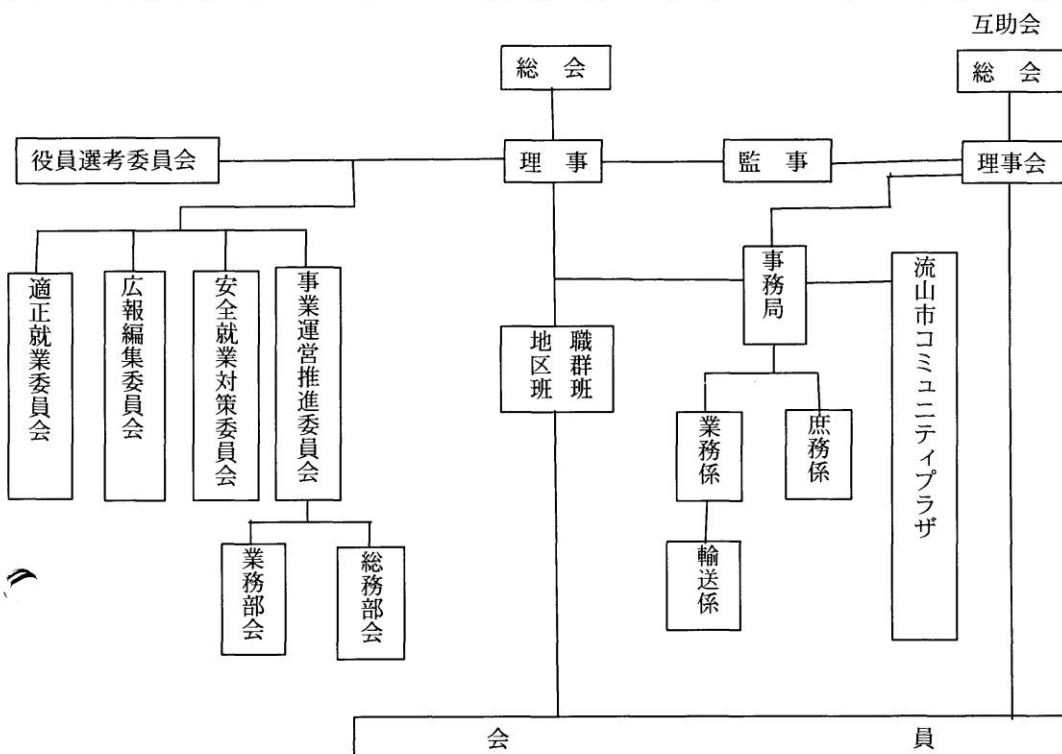 互助会
総　会
総　会
役員選考委員会
理　事
監　事
理事会
適正就業委員会
広報編集委員会
安全就業対策委員会
事業運営推進委員会
職群班
地区班
事務局
流山市コミュニティプラザ
業務係
庶務係
輸送係
業務部会
総務部会
会　員